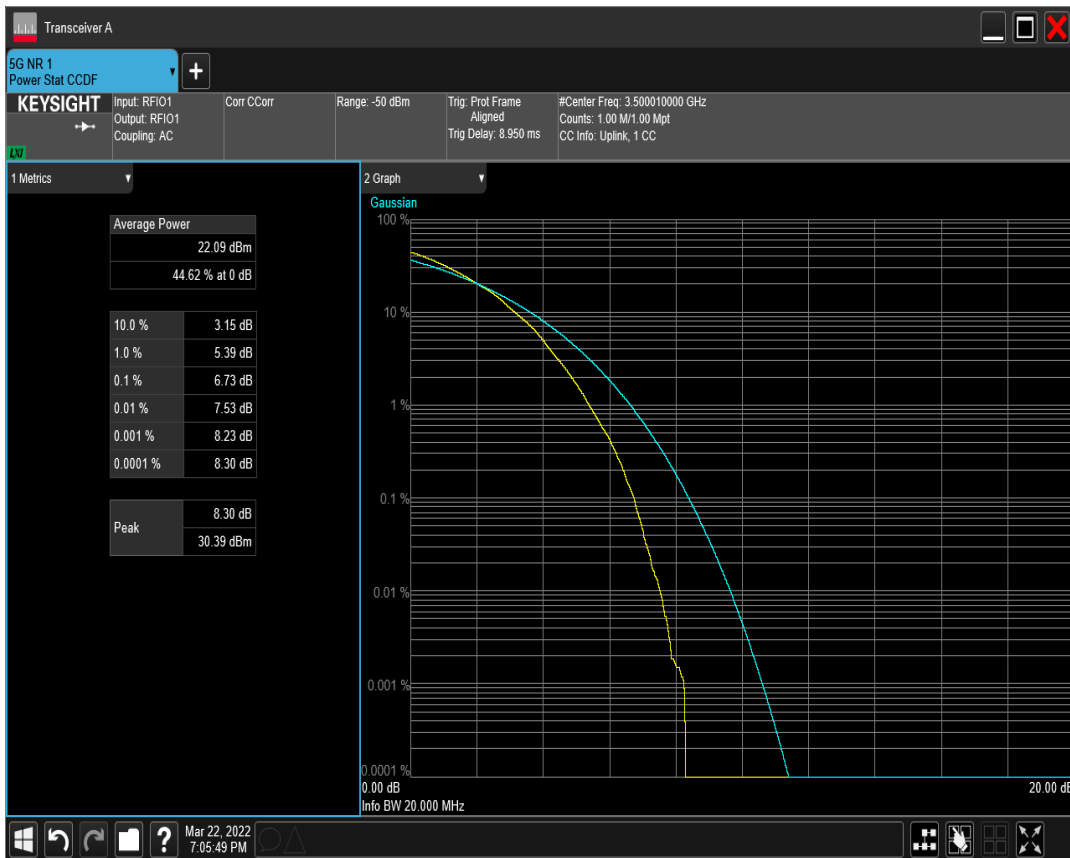 Transceiver A
5G NR 1
Power Stat CCDF
+
KEYSIGHT
LXI
Input: RFIO1
Output: RFIO1
Coupling: AC
Corr CCorr
Range: -50 dBm
Trig: Prot Frame
Aligned
Trig Delay: 8.950 ms
#Center Freq: 3.500010000 GHz
Counts: 1.00 M/1.00 Mpt
CC Info: Uplink, 1 CC
1 Metrics
Average Power
22.09 dBm
44.62 % at 0 dB
10.0 % 3.15 dB
1.0 % 5.39 dB
0.1 % 6.73 dB
0.01 % 7.53 dB
0.001 % 8.23 dB
0.0001 % 8.30 dB
Peak
8.30 dB
30.39 dBm
2 Graph
Gaussian
100 %
10 %
1 %
0.1 %
0.01 %
0.001 %
0.0001 %
0.00 dB 20.00 dB
Info BW 20.000 MHz
?
Mar 22, 2022
7:05:49 PM